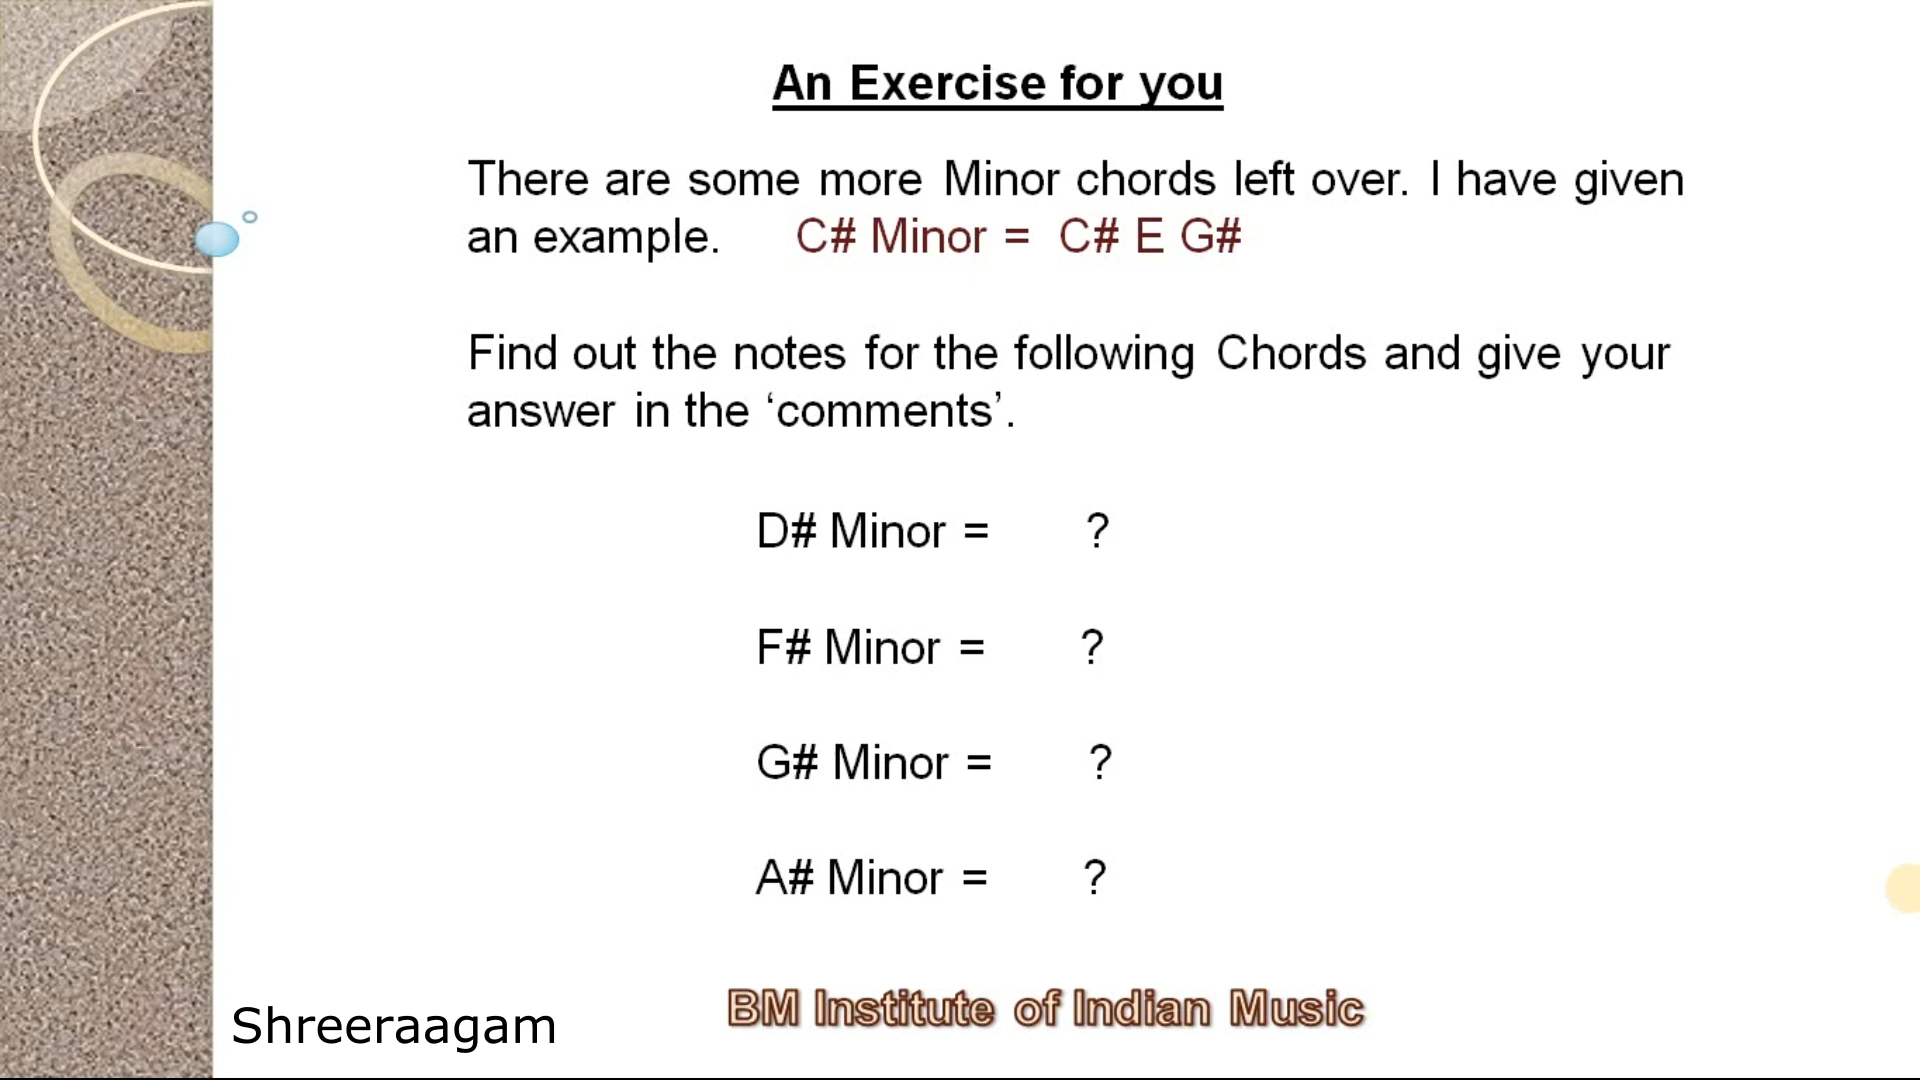 An Exercise for you
There are some more Minor chords left over. I have given
an example. C# Minor = C# E G#
Find out the notes for the following Chords and give your
answer in the ‘comments’.
D# Minor = ?
F# Minor = ?
G# Minor = ?
A# Minor = ?
BM Institute of Indian Music
Shreeraagam